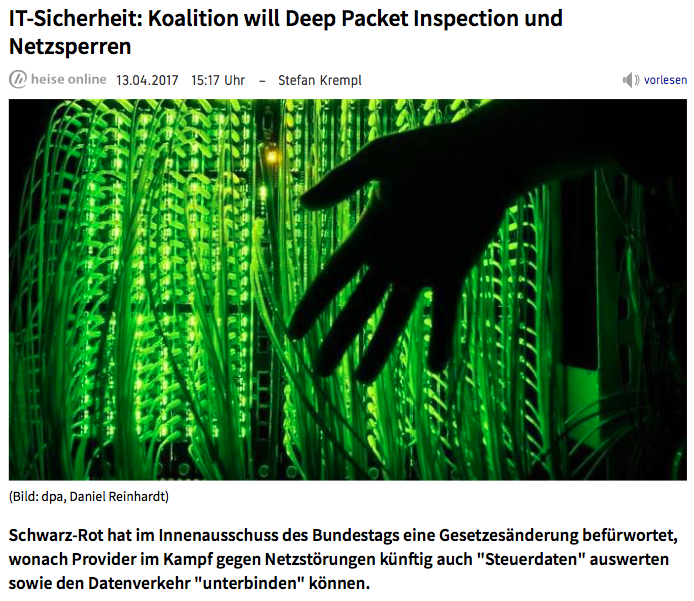 IT-Sicherheit: Koalition will Deep Packet Inspection und
Netzsperren
heise online 13.04.2017 15:17 Uhr – Stefan Krempl
vorlesen
(Bild: dpa, Daniel Reinhardt)
Schwarz-Rot hat im Innenausschuss des Bundestags eine Gesetzesänderung befürwortet,
wonach Provider im Kampf gegen Netzstörungen künftig auch "Steuerdaten" auswerten
sowie den Datenverkehr "unterbinden" können.